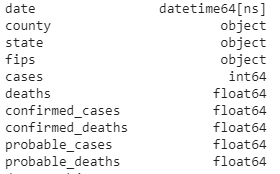 date datetime64[ns]
county object
state object
fips object
cases int64
deaths float64
confirmed_cases float64
confirmed_deaths float64
probable_cases float64
probable_deaths float64